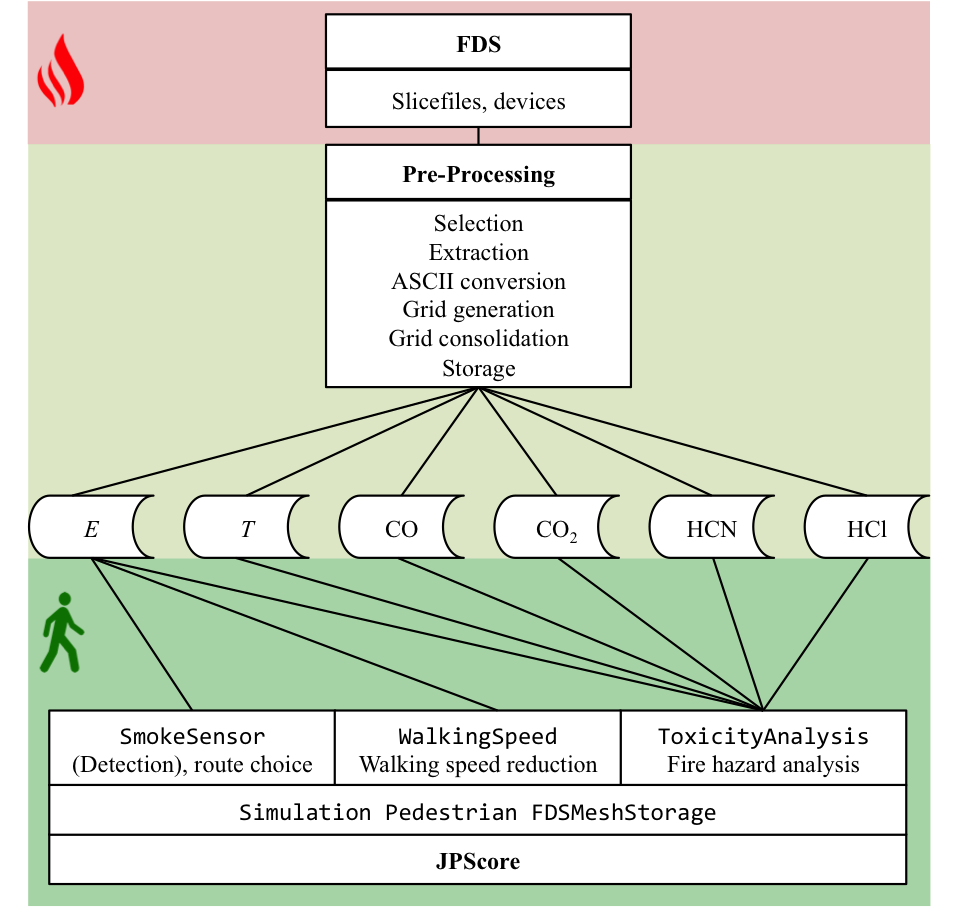 FDS
Slicefiles, devices
Pre-Processing
Selection
Extraction
ASCII conversion
Grid generation
Grid consolidation
Storage
E T CO CO₂ HCN HCl
SmokeSensor WalkingSpeed ToxicityAnalysis
(Detection), route choice Walking speed reduction Fire hazard analysis
Simulation Pedestrian FDSMeshStorage
JPScore